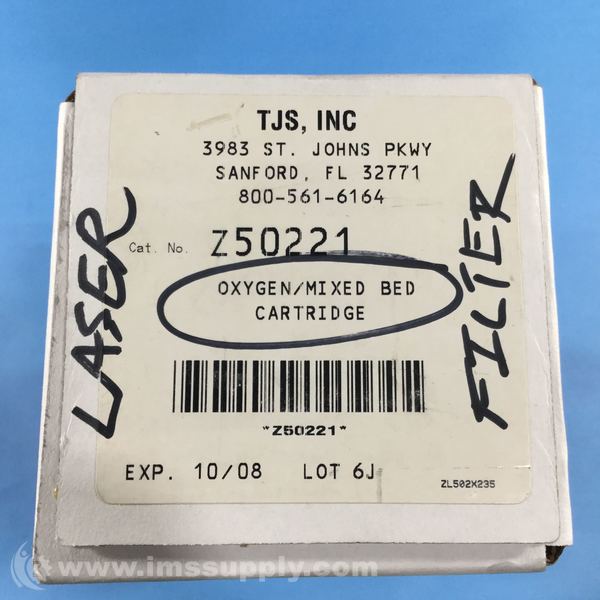 TJS, INC
3983 ST. JOHNS PKWY
SANFORD, FL 32771
800-561-6164
Cat. No. Z50221
OXYGEN/MIXED BED
CARTRIDGE
*Z50221*
EXP. 10/08 LOT 6J
ZL502X235
LASER
FILTER
© www.imssupply.com